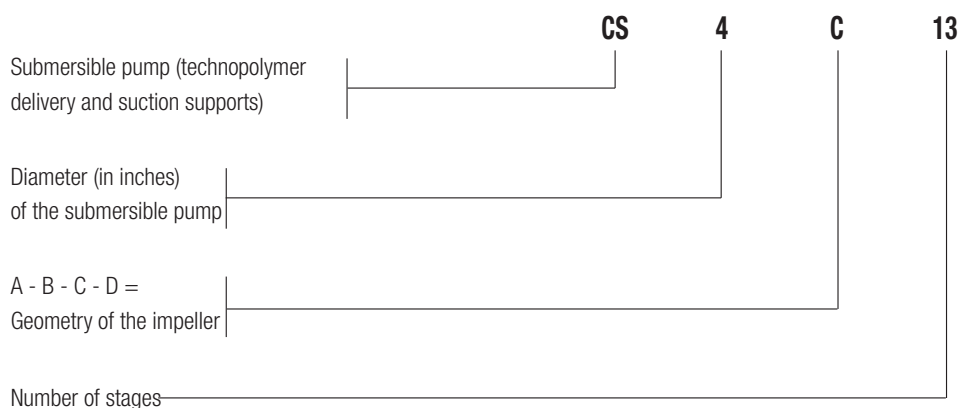 CS 4 C 13
Submersible pump (technopolymer
delivery and suction supports)
Diameter (in inches)
of the submersible pump
A - B - C - D =
Geometry of the impeller
Number of stages